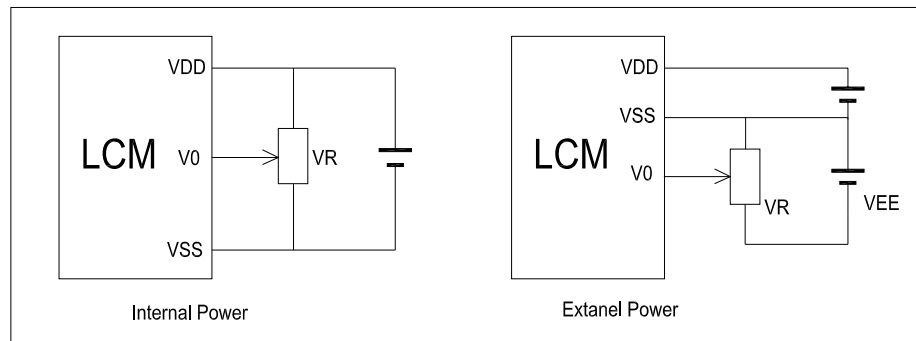 VDD
LCM
V0
VR
VSS
Internal Power
VDD
VSS
LCM
V0
VR
VEE
Extanel Power